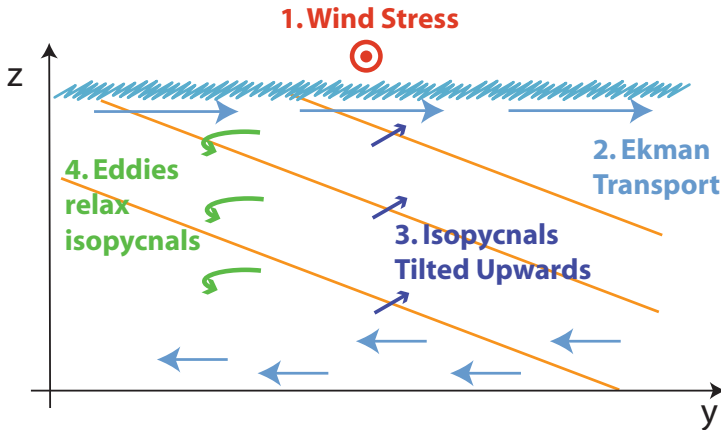 1. Wind Stress
z
2. Ekman
Transport
4. Eddies
relax
isopycnals
3. Isopycnals
Tilted Upwards
y